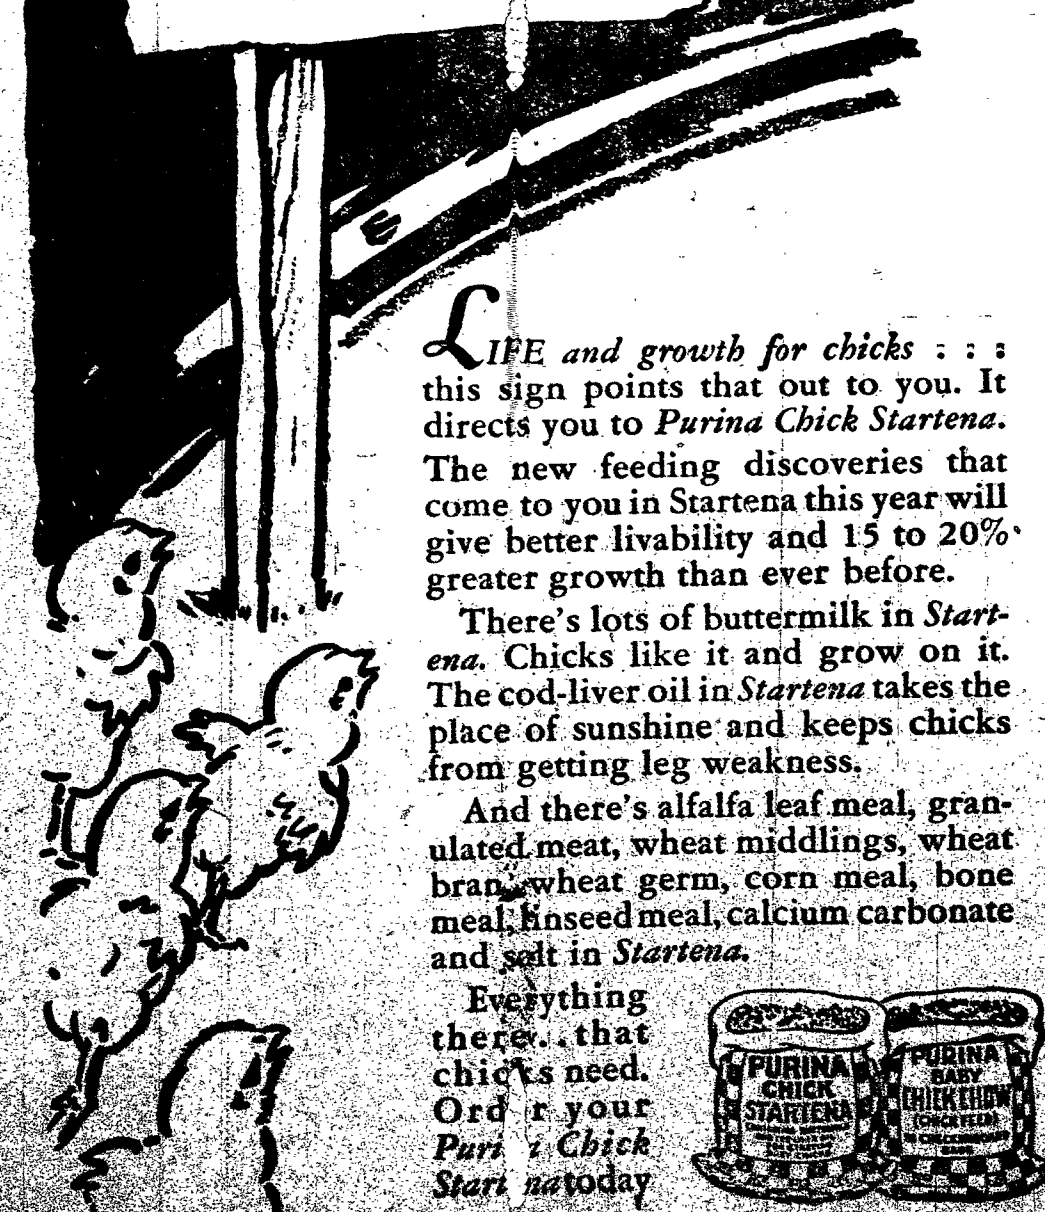 LIFE and growth for chicks : : :
this sign points that out to you. It
directs you to Purina Chick Startena.
The new feeding discoveries that
come to you in Startena this year will
give better livability and 15 to 20%
greater growth than ever before.
There's lots of buttermilk in Start-
ena. Chicks like it and grow on it.
The cod-liver oil in Startena takes the
place of sunshine and keeps chicks
from getting leg weakness.
And there's alfalfa leaf meal, gran-
ulated meat, wheat middlings, wheat
bran, wheat germ, corn meal, bone
meal, linseed meal, calcium carbonate
and salt in Startena.
Everything
there . . that
chicks need.
Order your
Purina Chick
Startena today
PURINA
CHICK
STARTENA
PURINA
BABY
CHICK CHOW